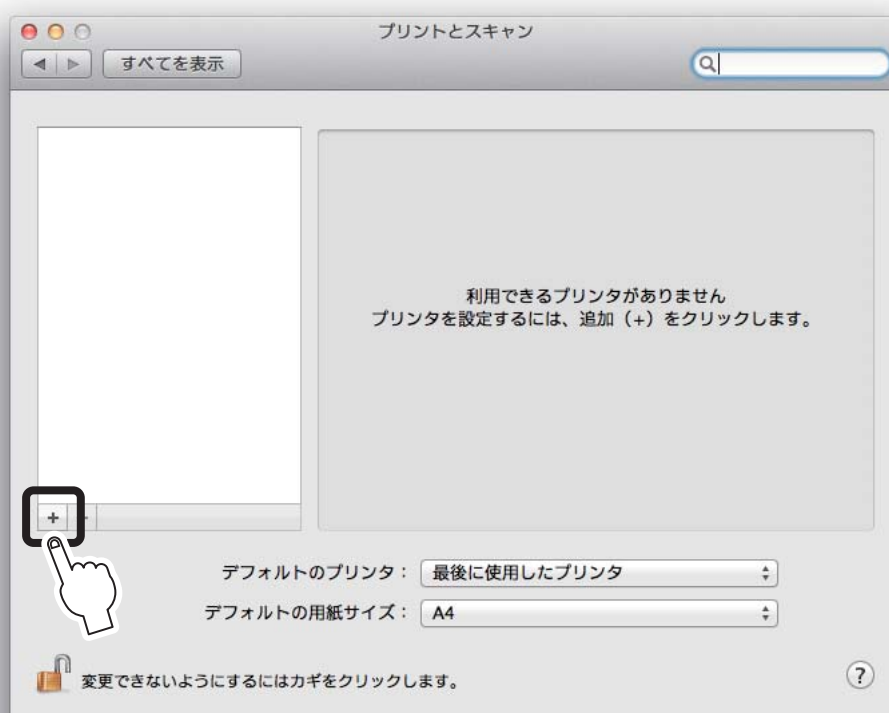 プリントとスキャン
すべてを表示
利用できるプリンタがありません
プリンタを設定するには、追加（+）をクリックします。
+
デフォルトのプリンタ： 最後に使用したプリンタ
デフォルトの用紙サイズ： A4
変更できないようにするにはカギをクリックします。
?